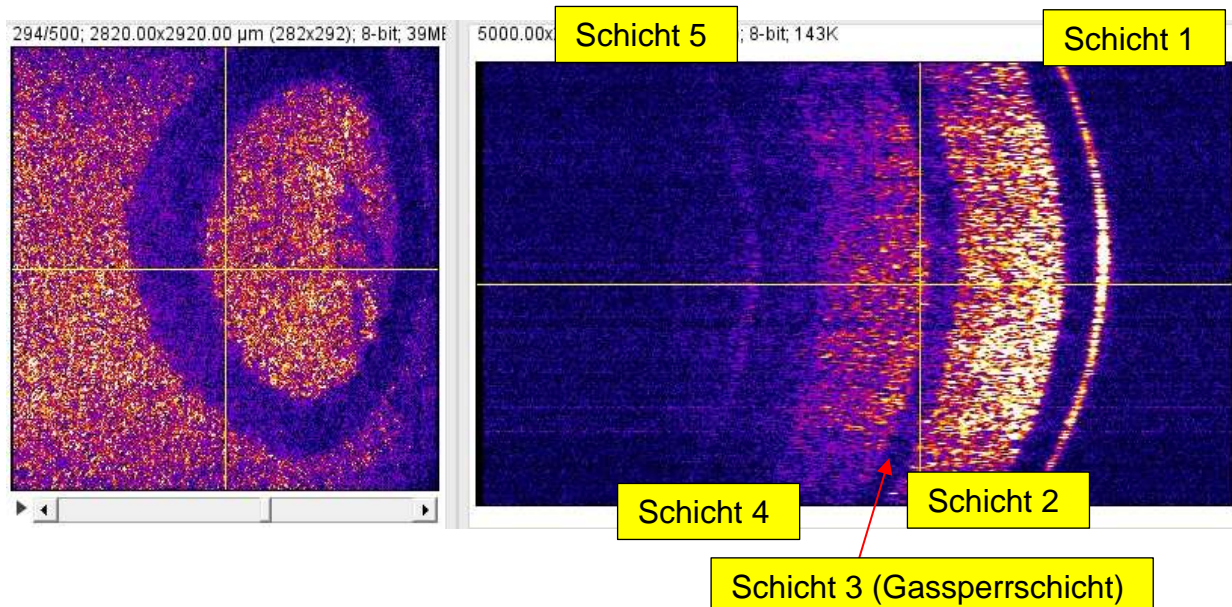 294/500; 2820.00x2920.00 µm (282x292); 8-bit; 39ME
5000.00x
; 8-bit; 143K
Schicht 5
Schicht 1
Schicht 4
Schicht 2
Schicht 3 (Gassperrschicht)